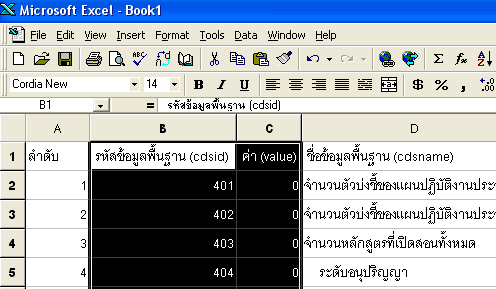 Microsoft Excel - Book1
File Edit View Insert Format Tools Data Window Help
Cordia New 14 B I U $ % ,
B1 = รหัสข้อมูลพื้นฐาน (cdsid)
A B C D
1 ลำดับ รหัสข้อมูลพื้นฐาน (cdsid) ค่า (value) ชื่อข้อมูลพื้นฐาน (cdsname)
2 1 401 0 จำนวนตัวบ่งชี้ของแผนปฏิบัติงานประ
3 2 402 0 จำนวนตัวบ่งชี้ของแผนปฏิบัติงานประ
4 3 403 0 จำนวนหลักสูตรที่เปิดสอนทั้งหมด
5 4 404 0 ระดับอนุปริญญา